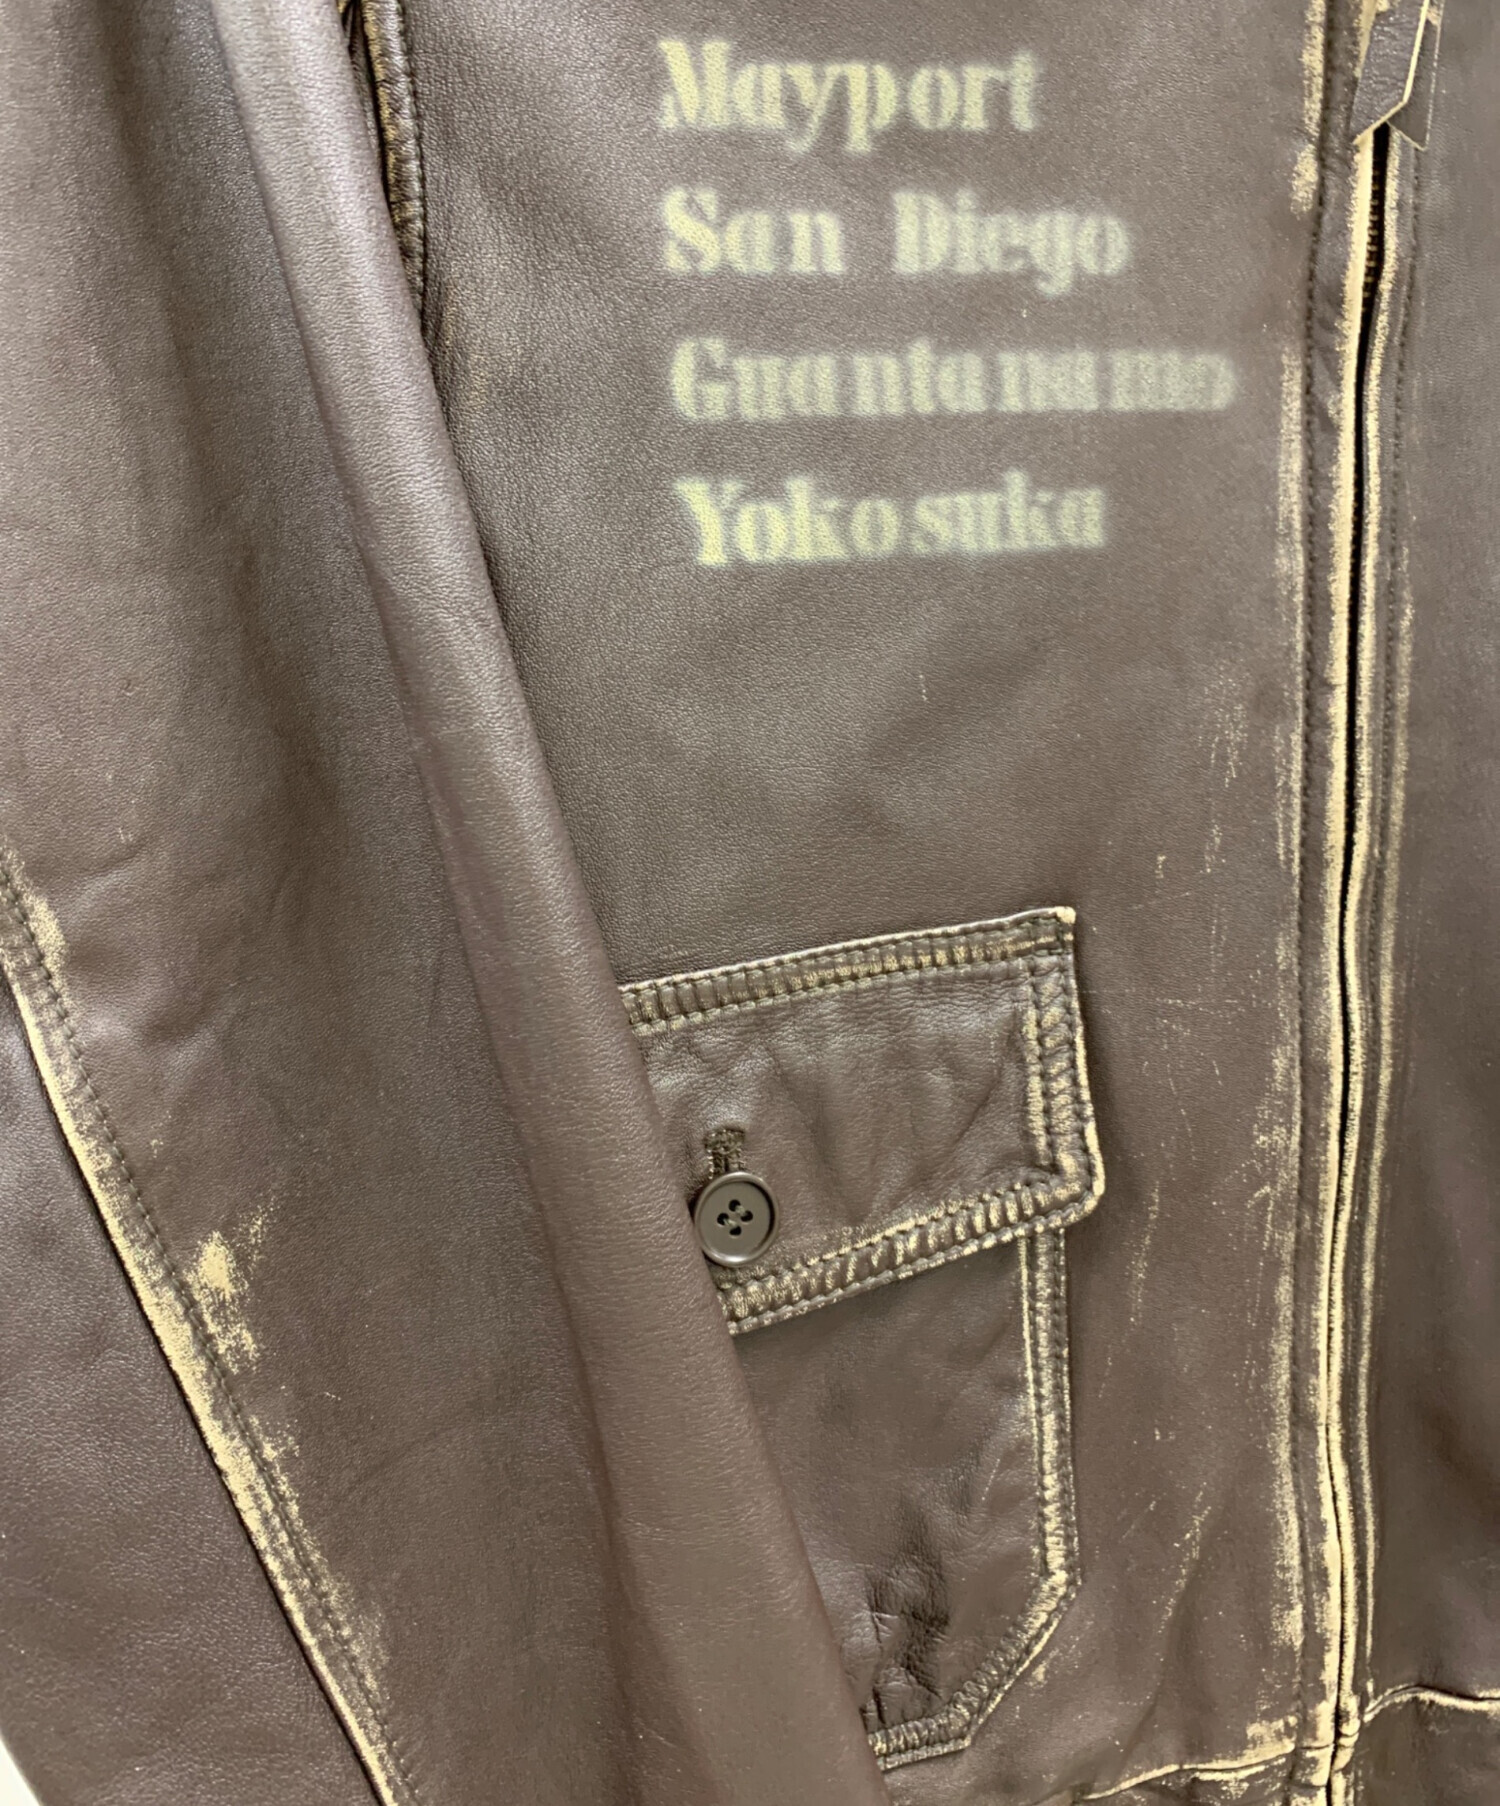 Mayport
San Diego
Guantanamo
Yokosuka